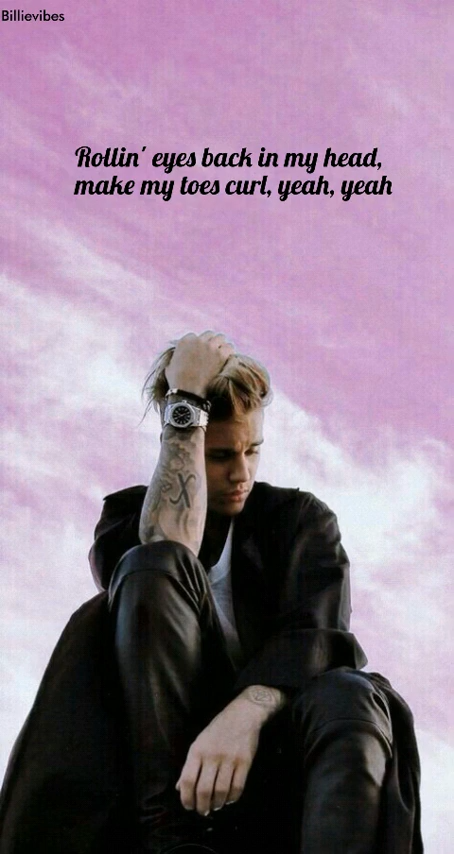 Billievibes
Rollin' eyes back in my head,
make my toes curl, yeah, yeah